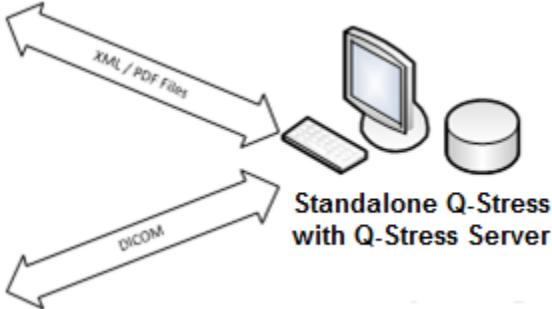 XML / PDF Files
DICOM
Standalone Q-Stress
with Q-Stress Server